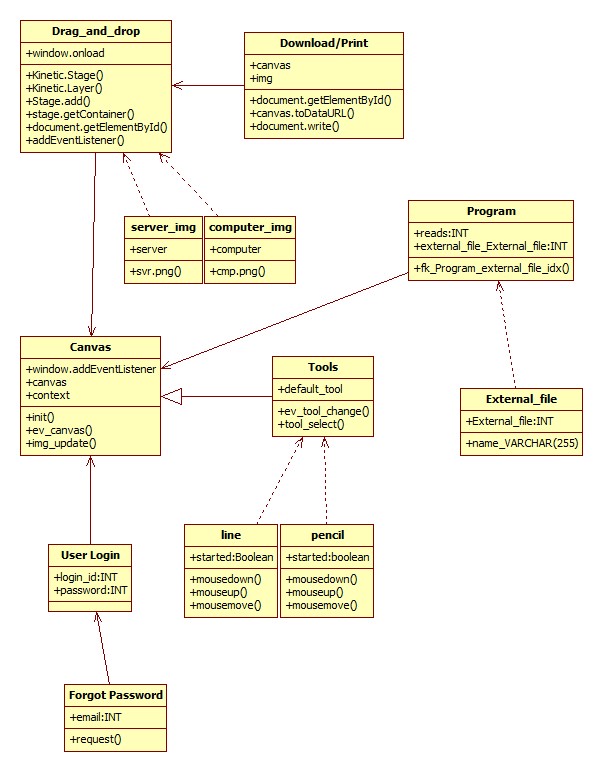 Drag_and_drop
+window.onload
+Kinetic.Stage()
+Kinetic.Layer()
+Stage.add()
+stage.getContainer()
+document.getElementById()
+addEventListener()
Download/Print
+canvas
+img
+document.getElementById()
+canvas.toDataURL()
+document.write()
server_img
+server
+svr.png()
computer_img
+computer
+cmp.png()
Program
+reads:INT
+external_file_External_file:INT
+fk_Program_external_file_idx()
Canvas
+window.addEventListener
+canvas
+context
+init()
+ev_canvas()
+img_update()
Tools
+default_tool
+ev_tool_change()
+tool_select()
External_file
+External_file:INT
+name_VARCHAR(255)
line
+started:Boolean
+mousedown()
+mouseup()
+mousemove()
pencil
+started:boolean
+mousedown()
+mouseup()
+mousemove()
User Login
+login_id:INT
+password:INT
Forgot Password
+email:INT
+request()